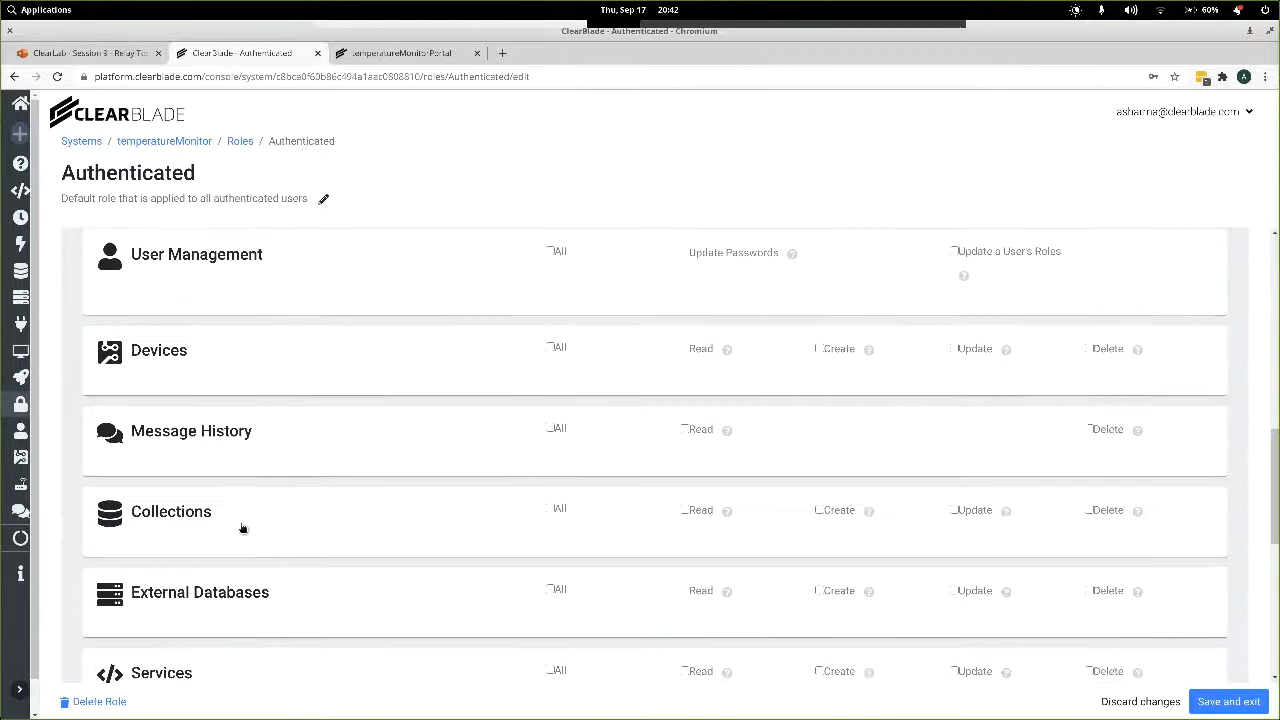 Applications
Thu, Sep 17 20:42
60%
ClearBlade - Authenticated - Chromium
ClearLab - Session 9 - Relay To
ClearBlade - Authenticated
temperatureMonitorPortal
platform.clearblade.com/console/system/c8bca0f60b86c494a1aac0808810/roles/Authenticated/edit
A
CLEARBLADE
asharma@clearblade.com
Systems / temperatureMonitor / Roles / Authenticated
Authenticated
Default role that is applied to all authenticated users
User Management All Update Passwords Update a User's Roles
Devices All Read Create Update Delete
Message History All Read Delete
Collections All Read Create Update Delete
External Databases All Read Create Update Delete
Services All Read Create Update Delete
Delete Role Discard changes Save and exit